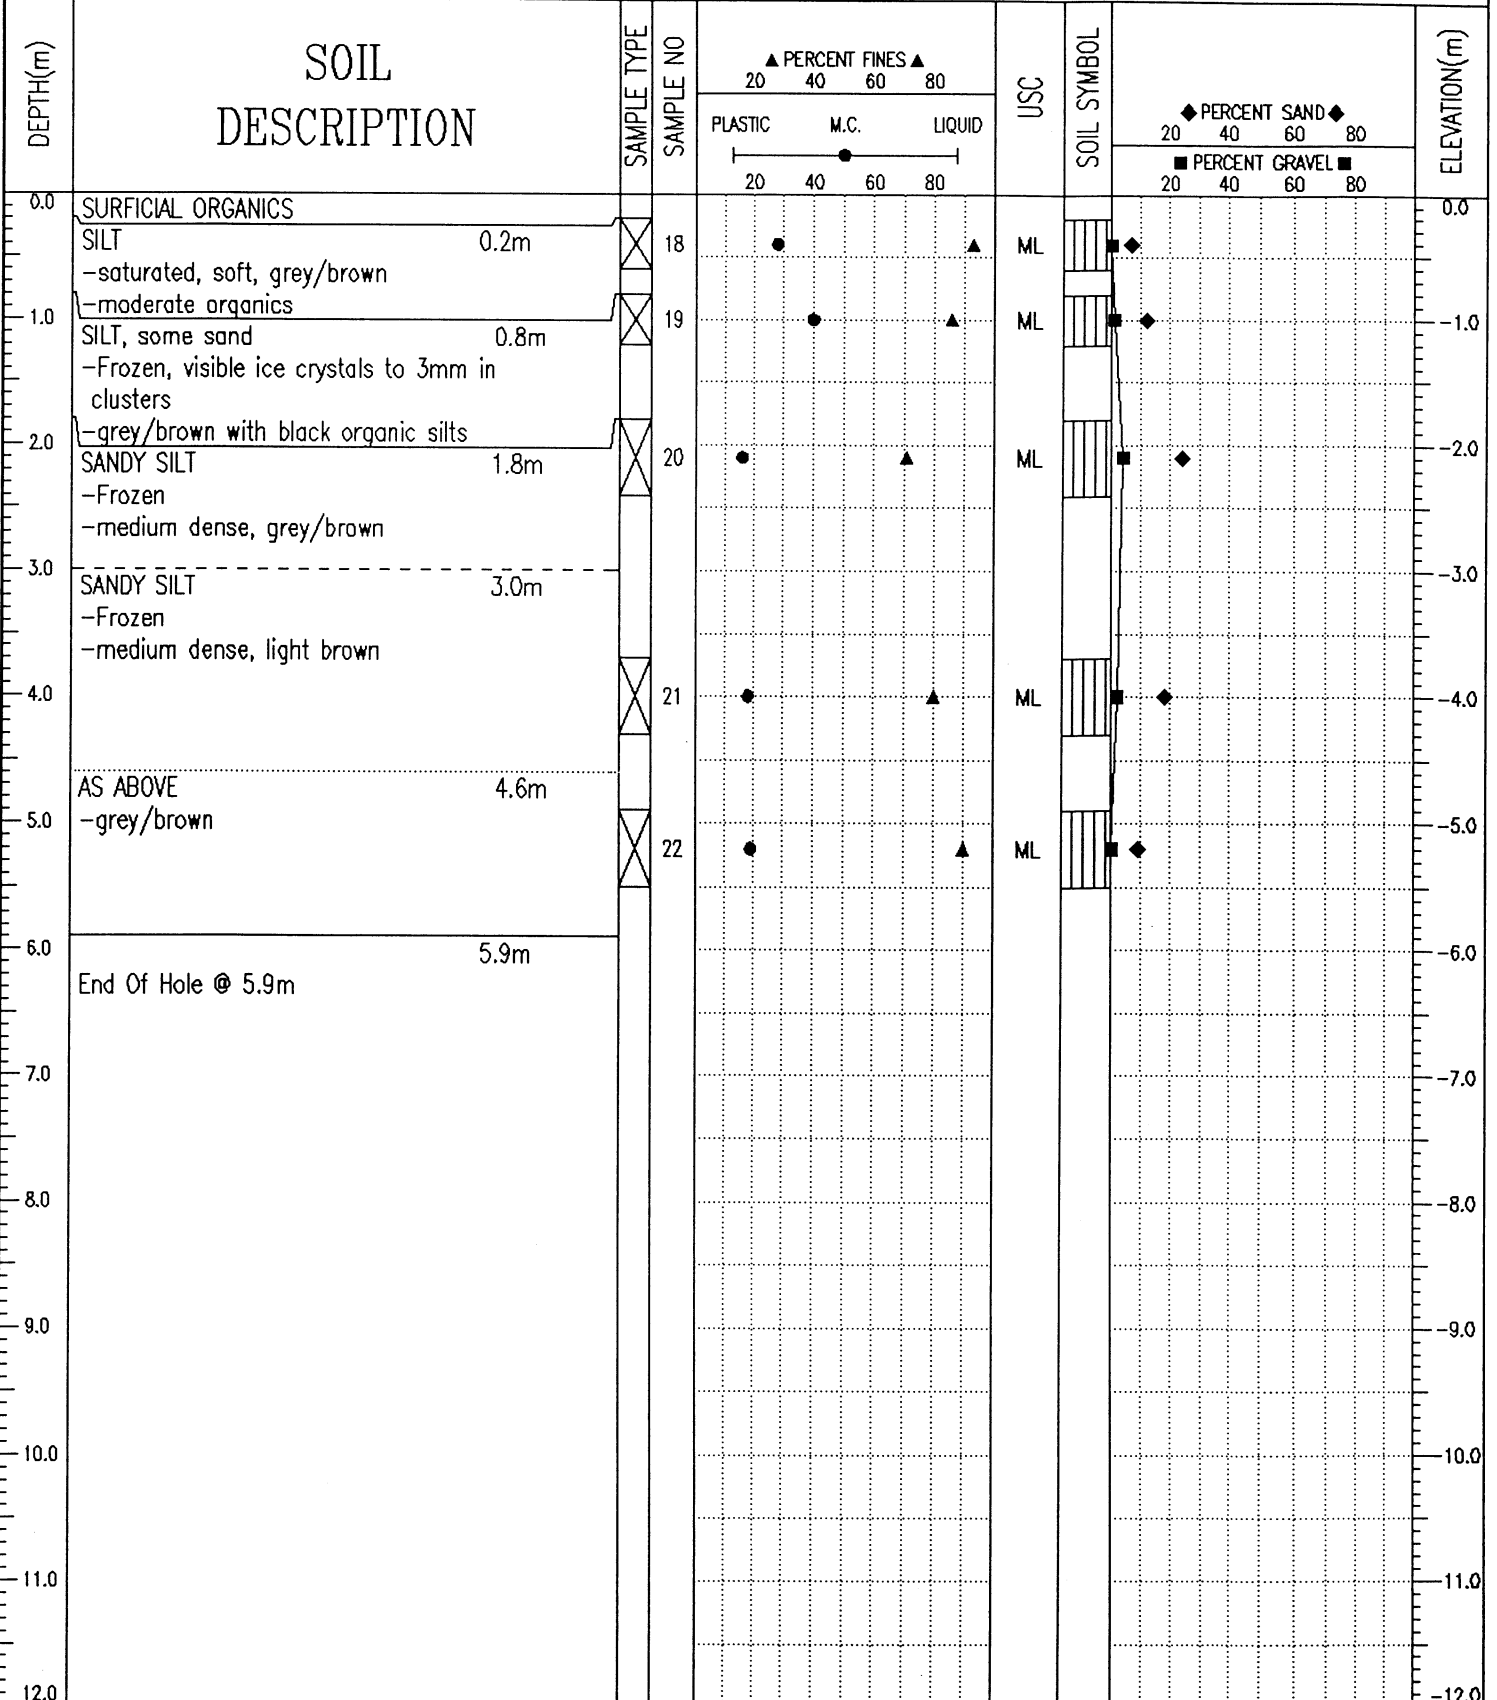 DEPTH(m)
SOIL
DESCRIPTION
SAMPLE TYPE
SAMPLE NO
▲ PERCENT FINES ▲
20 40 60 80
PLASTIC M.C. LIQUID
20 40 60 80
USC
SOIL SYMBOL
◆ PERCENT SAND ◆
20 40 60 80
■ PERCENT GRAVEL ■
20 40 60 80
ELEVATION(m)
0.0
SURFICIAL ORGANICS
0.0
SILT 0.2m
18
ML
-saturated, soft, grey/brown
-moderate organics
1.0
19
ML
-1.0
SILT, some sand 0.8m
-Frozen, visible ice crystals to 3mm in
clusters
-grey/brown with black organic silts
2.0
-2.0
SANDY SILT 1.8m
20
ML
-Frozen
-medium dense, grey/brown
3.0
-3.0
SANDY SILT 3.0m
-Frozen
-medium dense, light brown
4.0
21
ML
-4.0
AS ABOVE 4.6m
-grey/brown
5.0
-5.0
22
ML
6.0
5.9m
-6.0
End Of Hole @ 5.9m
7.0
-7.0
8.0
-8.0
9.0
-9.0
10.0
-10.0
11.0
-11.0
12.0
-12.0